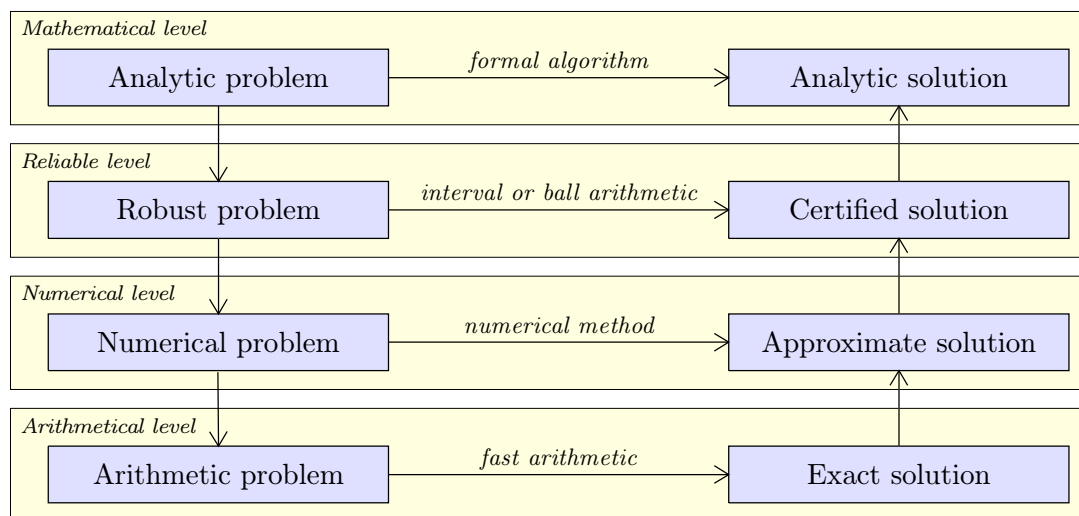 Mathematical level
Analytic problem
formal algorithm
Analytic solution
Reliable level
Robust problem
interval or ball arithmetic
Certified solution
Numerical level
Numerical problem
numerical method
Approximate solution
Arithmetical level
Arithmetic problem
fast arithmetic
Exact solution